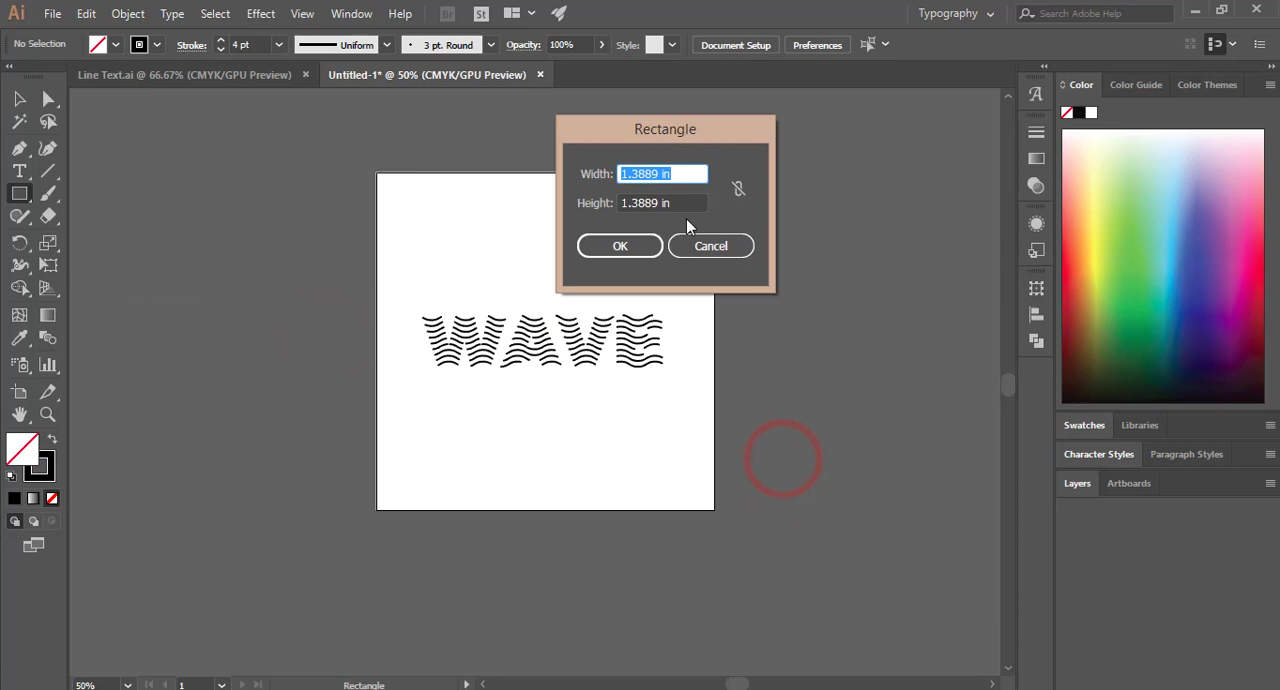 Ai File Edit Object Type Select Effect View Window Help Br St Typography Search Adobe Help
No Selection Stroke: 4 pt Uniform 3 pt. Round Opacity: 100% Style: Document Setup Preferences
Line Text.ai @ 66.67% (CMYK/GPU Preview) × Untitled-1* @ 50% (CMYK/GPU Preview) ×
Color Color Guide Color Themes
Rectangle
Width: 1.3889 in
Height: 1.3889 in
OK Cancel
WAVE
Swatches Libraries
Character Styles Paragraph Styles
Layers Artboards
50% 1 Rectangle